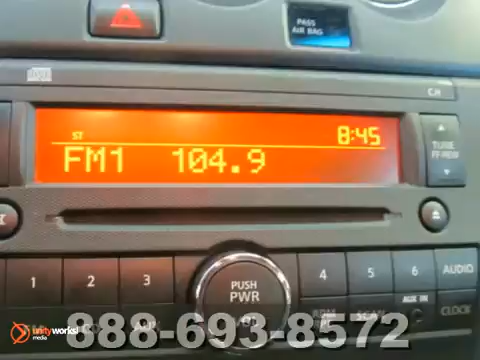 PASS
AIR BAG
CH
ST
8:45
FM1 104.9
TUNE
FF·REW
1 2 3
PUSH
PWR
4 5 6
AUDIO
AUX IN
SCAN
CLOCK
unityworks!
media
888-693-8572